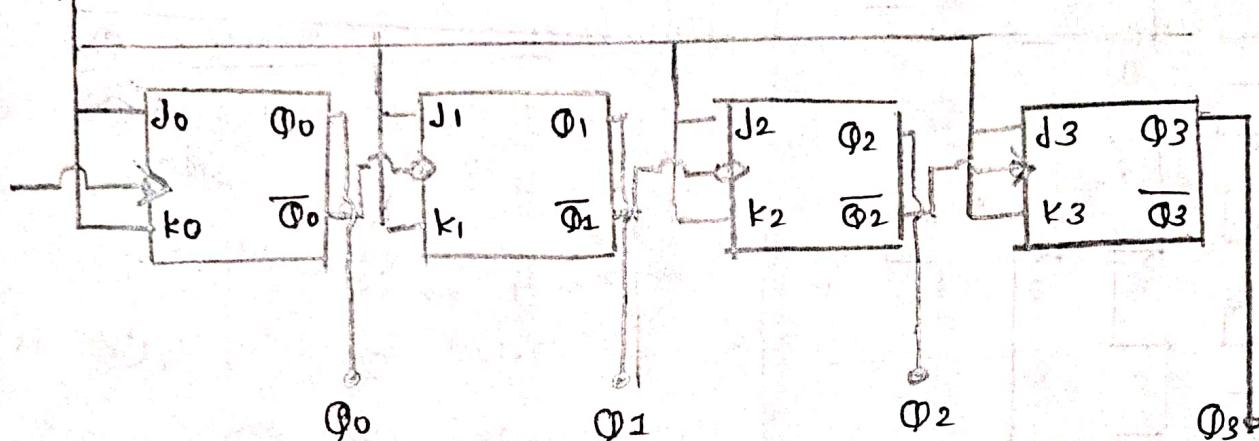 J0 Q0 J1 Q1 J2 Q2 J3 Q3
K0 Q̅0̅ K1 Q̅1̅ K2 Q̅2̅ K3 Q̅3̅
Q0 Q1 Q2 Q3